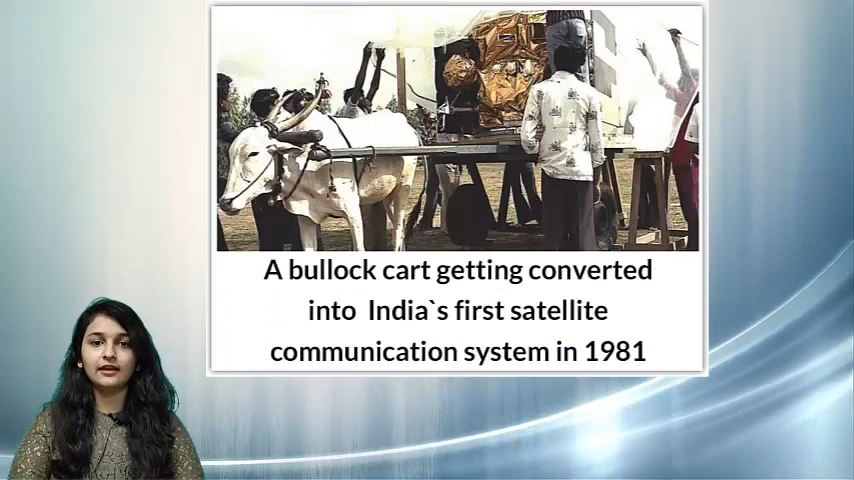 A bullock cart getting converted
into India`s first satellite
communication system in 1981